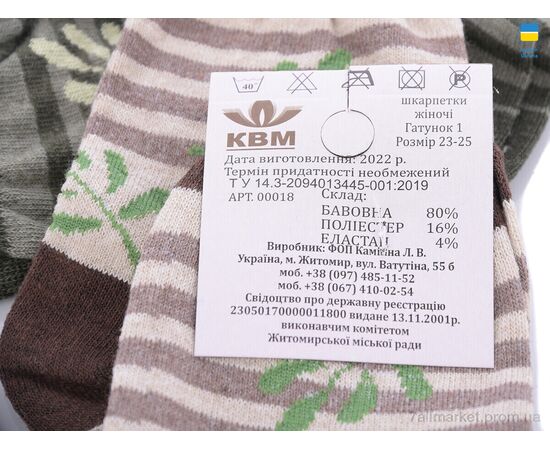 40°
КВМ
шкарпетки
жіночі
Гатунок 1
Розмір 23-25
Дата виготовлення: 2022 р.
Термін придатності необмежений
Т У 14.3-2094013445-001:2019
АРТ. 00018
Склад:
БАВОВНА 80%
ПОЛІЕСТЕР 16%
ЕЛАСТАН 4%
Виробник: ФОП Камінна Л. В.
Україна, м. Житомир, вул. Ватутіна, 55 б
моб. +38 (097) 485-11-52
моб. +38 (067) 410-02-54
Свідоцтво про державну реєстрацію
23050170000011800 видане 13.11.2001р.
виконавчим комітетом
Житомирської міської ради
7allmarket.prom.ua